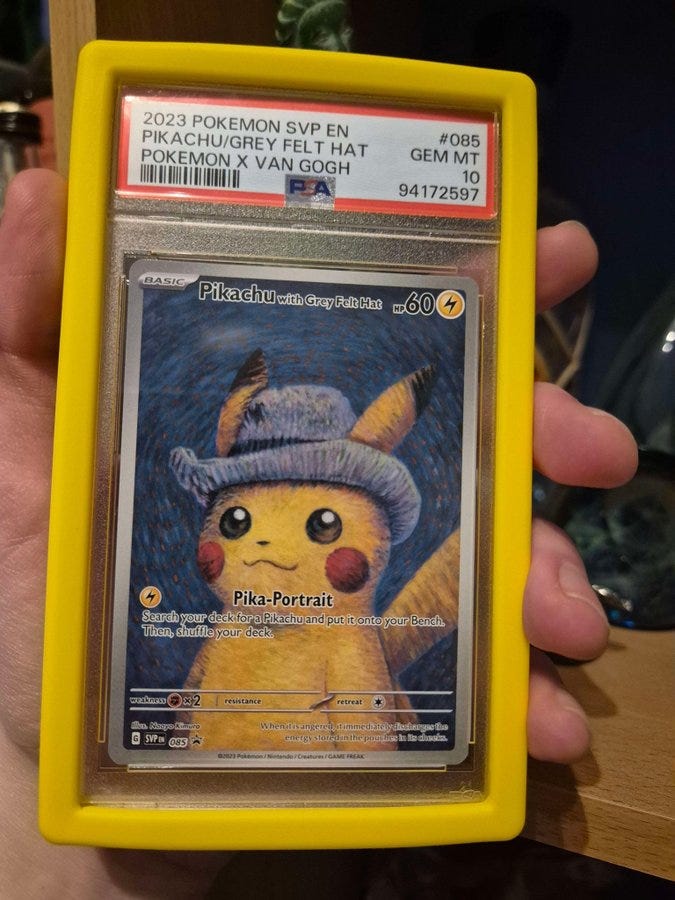 2023 POKEMON SVP EN #085
PIKACHU/GREY FELT HAT GEM MT
POKEMON X VAN GOGH 10
PSA 94172597
BASIC Pikachu with Grey Felt Hat HP60
Pika-Portrait
Search your deck for a Pikachu and put it onto your Bench.
Then, shuffle your deck.
weakness ×2 resistance retreat
Illus. Naoyo Kimura When it is angered, it immediately discharges the
G SVP EN 085 energy stored in the pouches in its cheeks.
©2023 Pokémon / Nintendo / Creatures / GAME FREAK